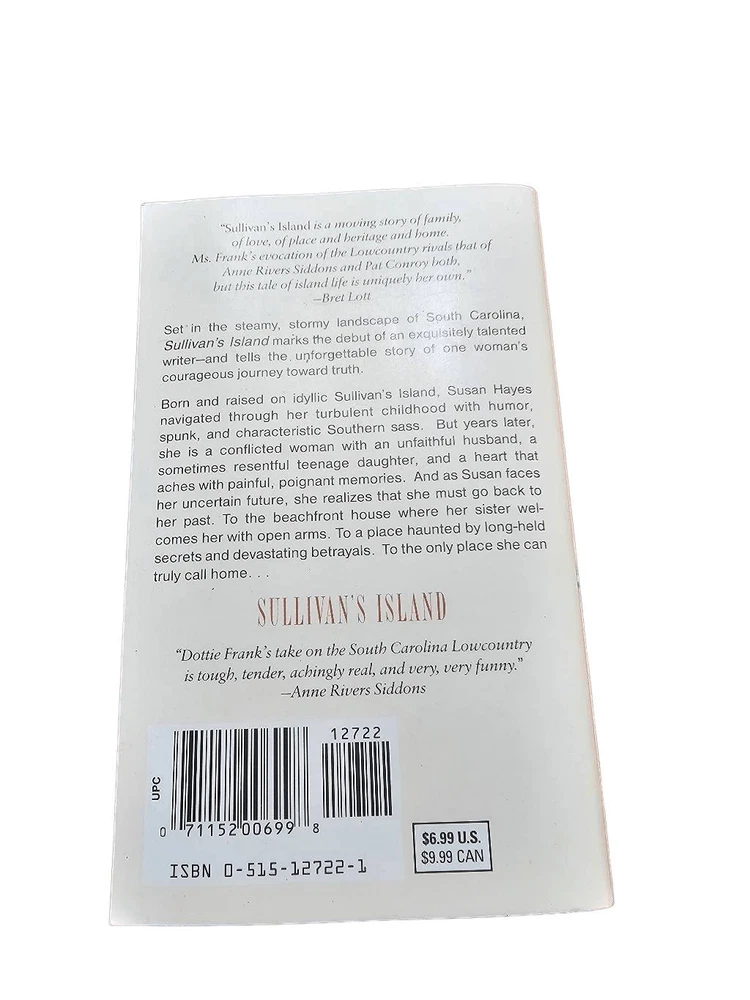 "Sullivan's Island is a moving story of family,
of love, of place and heritage and home.
Ms. Frank's evocation of the Lowcountry rivals that of
Anne Rivers Siddons and Pat Conroy both,
but this tale of island life is uniquely her own."
—Bret Lott
Set in the steamy, stormy landscape of South Carolina,
Sullivan's Island marks the debut of an exquisitely talented
writer—and tells the unforgettable story of one woman's
courageous journey toward truth.
Born and raised on idyllic Sullivan's Island, Susan Hayes
navigated through her turbulent childhood with humor,
spunk, and characteristic Southern sass. But years later,
she is a conflicted woman with an unfaithful husband, a
sometimes resentful teenage daughter, and a heart that
aches with painful, poignant memories. And as Susan faces
her uncertain future, she realizes that she must go back to
her past. To the beachfront house where her sister wel-
comes her with open arms. To a place haunted by long-held
secrets and devastating betrayals. To the only place she can
truly call home. . .
SULLIVAN'S ISLAND
"Dottie Frank's take on the South Carolina Lowcountry
is tough, tender, achingly real, and very, very funny."
—Anne Rivers Siddons
12722
UPC
0 71152 00699 8
ISBN 0-515-12722-1
$6.99 U.S.
$9.99 CAN